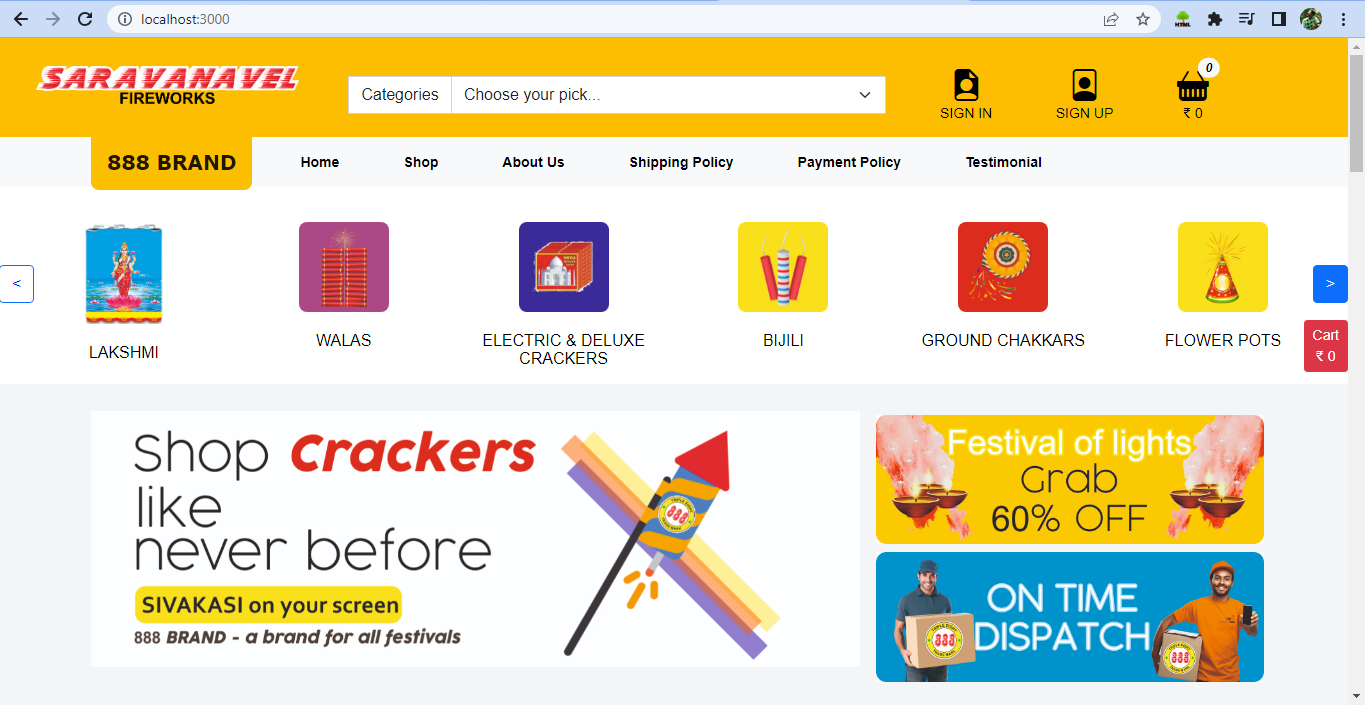 localhost:3000
SARAVANAVEL
FIREWORKS
Categories
Choose your pick...
SIGN IN
SIGN UP
0
₹ 0
888 BRAND
Home
Shop
About Us
Shipping Policy
Payment Policy
Testimonial
<
LAKSHMI
WALAS
ELECTRIC & DELUXE
CRACKERS
BIJILI
GROUND CHAKKARS
FLOWER POTS
>
Cart
₹ 0
Shop Crackers
like
never before
SIVAKASI on your screen
888 BRAND - a brand for all festivals
888
Festival of lights
Grab
60% OFF
ON TIME
DISPATCH
888
888